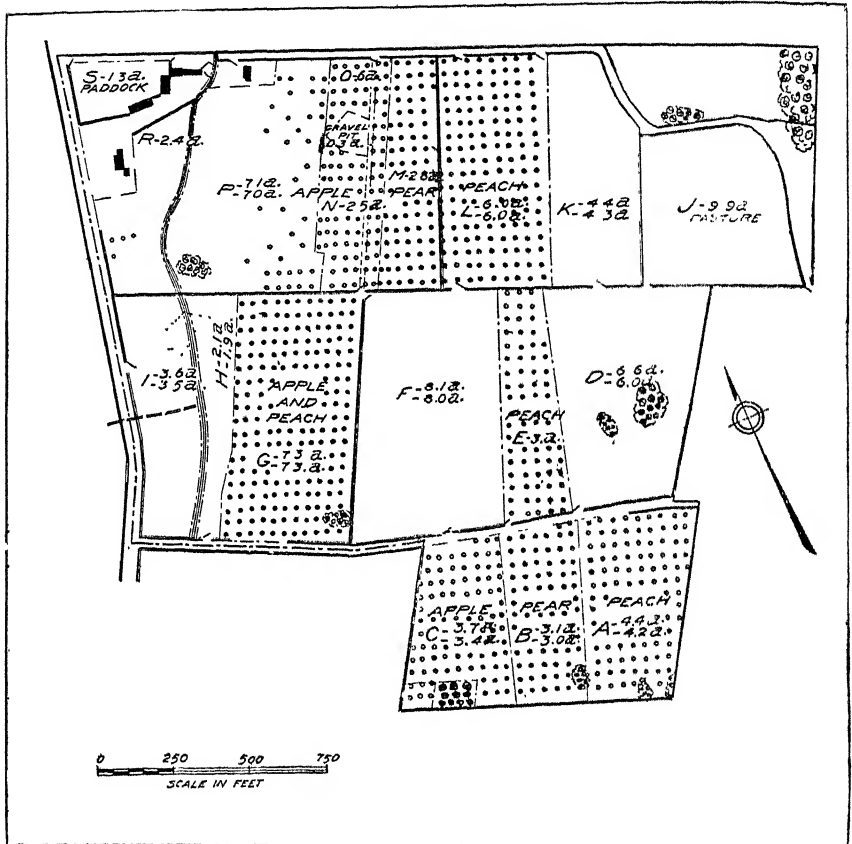 S-1.3a.
PADDOCK
R-2.4a.
O-.6a.
GRAVEL
PIT
0.3a.
P-7.1a.
-7.0a.
APPLE
N-2.5a.
M-2.8a.
PEAR
PEACH
L-6.0a.
-6.0a.
K-4.4a
-4.3a.
J-9.9a
PASTURE
I-3.6a.
-3.5a.
H-2.1a.
-1.9a.
APPLE
AND
PEACH
G-7.3a.
-7.3a.
F-8.1a.
-8.0a.
PEACH
E-3.a.
D-6.6a.
-6.0a.
APPLE
C-3.7a.
-3.4a.
PEAR
B-3.1a.
-3.0a.
PEACH
A-4.4a.
-4.2a.
0 250 500 750
SCALE IN FEET